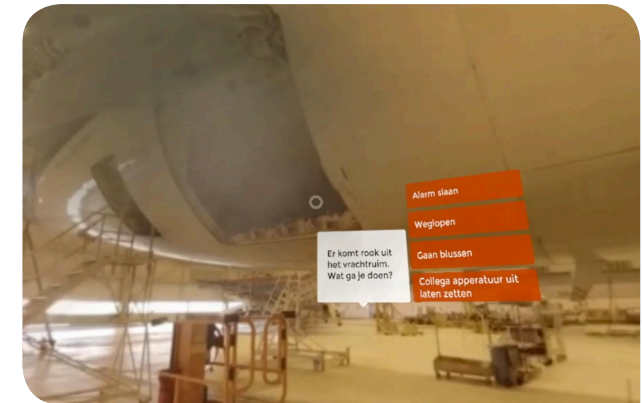 Er komt rook uit
het vrachtruim.
Wat ga je doen?
Alarm slaan
Weglopen
Gaan blussen
Collega apperatuur uit
laten zetten